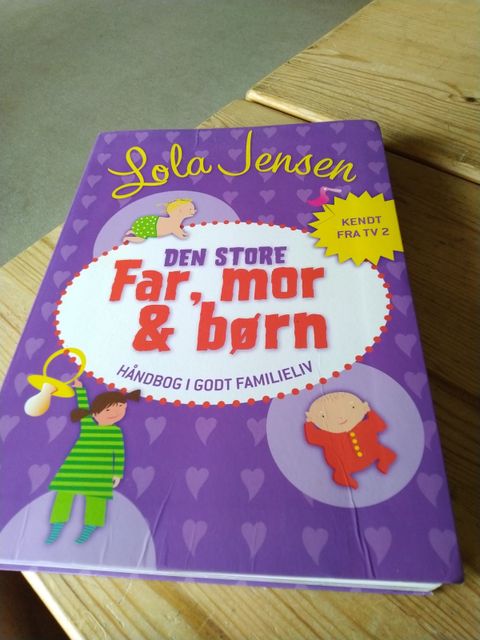 Lola Jensen
KENDT
FRA TV 2
DEN STORE
Far, mor
& børn
HÅNDBOG I GODT FAMILIELIV